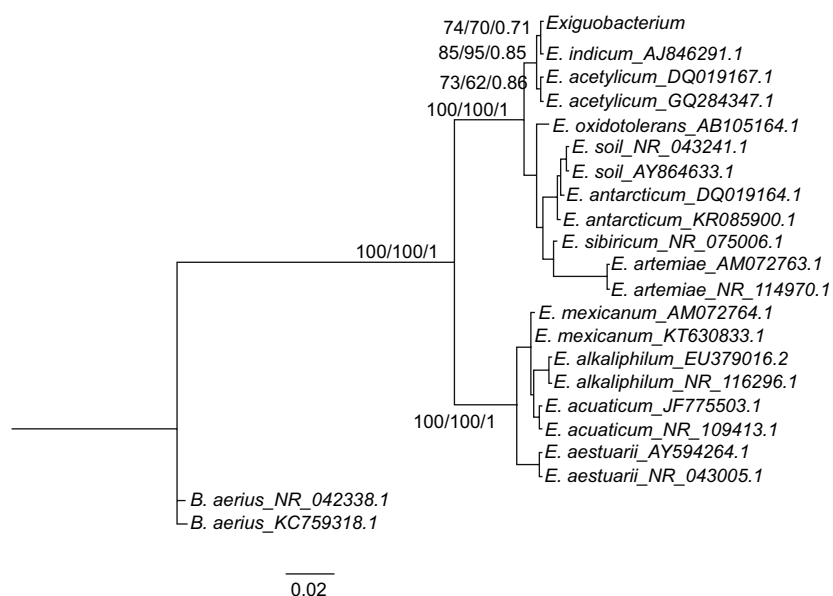 74/70/0.71
Exiguobacterium
85/95/0.85
E. indicum_AJ846291.1
73/62/0.86
E. acetylicum_DQ019167.1
E. acetylicum_GQ284347.1
100/100/1
E. oxidotolerans_AB105164.1
E. soil_NR_043241.1
E. soil_AY864633.1
E. antarcticum_DQ019164.1
E. antarcticum_KR085900.1
E. sibiricum_NR_075006.1
100/100/1
E. artemiae_AM072763.1
E. artemiae_NR_114970.1
E. mexicanum_AM072764.1
E. mexicanum_KT630833.1
E. alkaliphilum_EU379016.2
E. alkaliphilum_NR_116296.1
E. acuaticum_JF775503.1
100/100/1
E. acuaticum_NR_109413.1
E. aestuarii_AY594264.1
E. aestuarii_NR_043005.1
B. aerius_NR_042338.1
B. aerius_KC759318.1
0.02